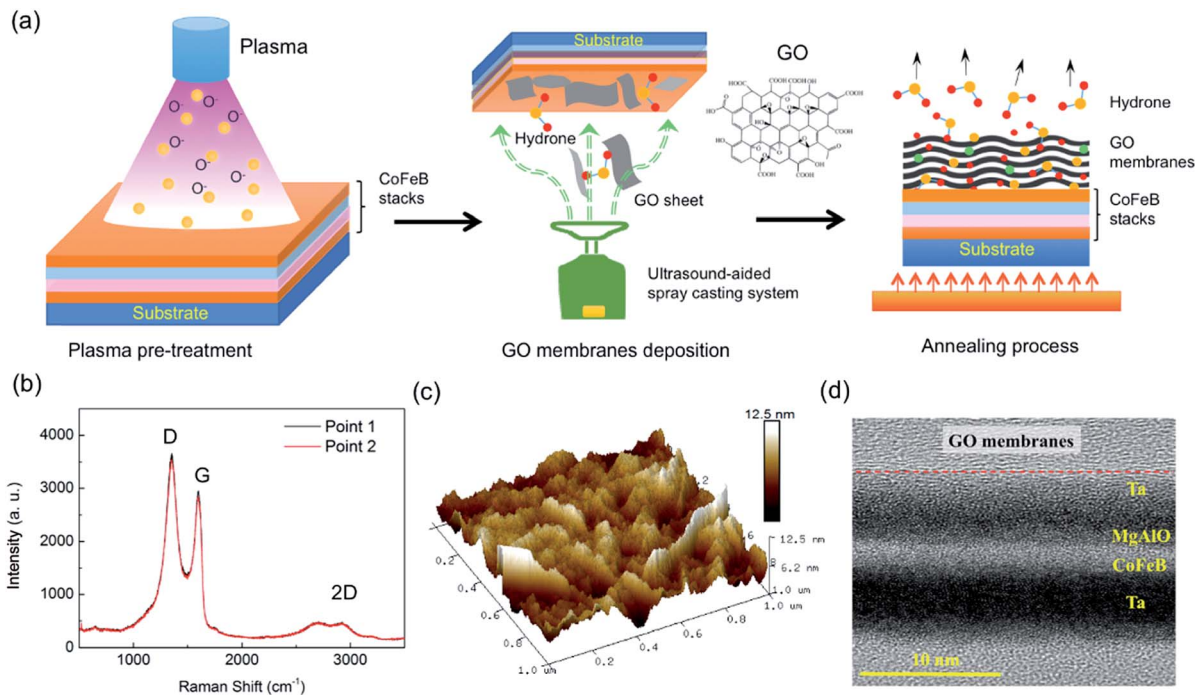 (a)
Plasma
O-
O-
O-
O-
O-
O-
CoFeB
stacks
Substrate
Plasma pre-treatment
Substrate
Hydrone
GO sheet
Ultrasound-aided
spray casting system
GO membranes deposition
GO
Hydrone
GO
membranes
CoFeB
stacks
Substrate
Annealing process
(b)
D
G
2D
Point 1
Point 2
4000
3000
2000
1000
0
Intensity (a. u.)
1000
2000
3000
Raman Shift (cm-1)
(c)
12.5 nm
12.5 nm
6.2 nm
1.0 um
0.2
0.4
0.6
0.8
1.0 um
0.2
0.4
0.6
0.8
1.0 um
(d)
GO membranes
Ta
MgAlO
CoFeB
Ta
10 nm